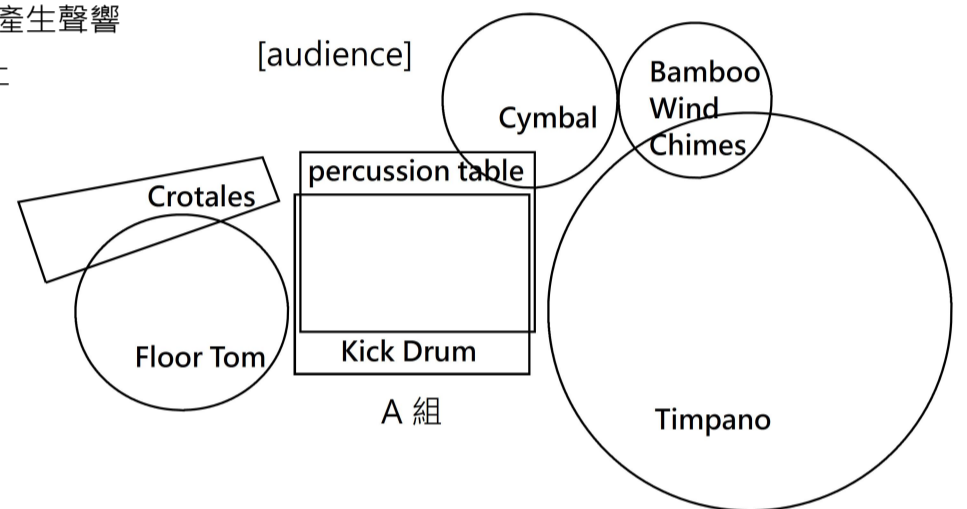 產生聲響
[audience]
Bamboo
Wind
Chimes
Cymbal
percussion table
Crotales
Floor Tom
Kick Drum
A 組
Timpano